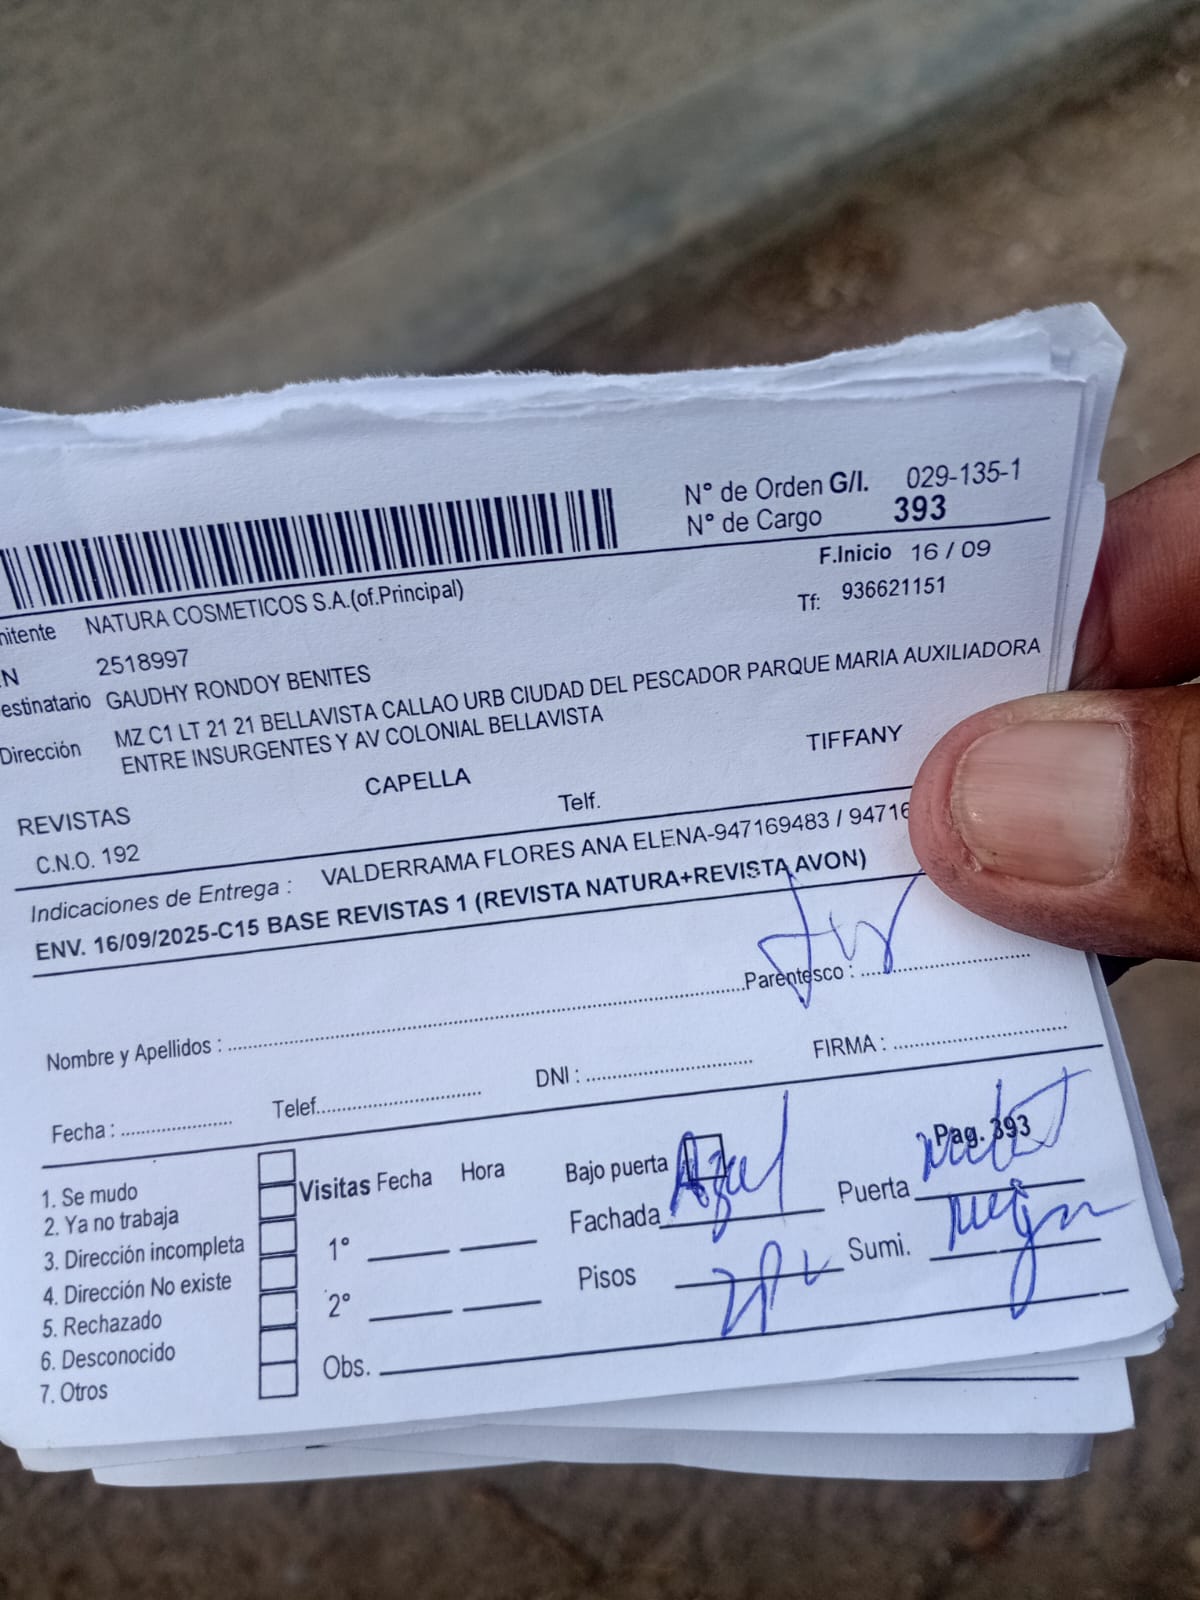 N° de Orden G/I. 029-135-1
N° de Cargo 393
F.Inicio 16 / 09
mitente NATURA COSMETICOS S.A.(of.Principal)
Tf: 936621151
N 2518997
estinatario GAUDHY RONDOY BENITES
Dirección MZ C1 LT 21 21 BELLAVISTA CALLAO URB CIUDAD DEL PESCADOR PARQUE MARIA AUXILIADORA
ENTRE INSURGENTES Y AV COLONIAL BELLAVISTA
REVISTAS CAPELLA TIFFANY
C.N.O. 192 Telf.
Indicaciones de Entrega : VALDERRAMA FLORES ANA ELENA-947169483 / 94716
ENV. 16/09/2025-C15 BASE REVISTAS 1 (REVISTA NATURA+REVISTA AVON)
Nombre y Apellidos : Parentesco :
Fecha : Telef. DNI : FIRMA :
Pag. 393
1. Se mudo
2. Ya no trabaja
3. Dirección incompleta
4. Dirección No existe
5. Rechazado
6. Desconocido
7. Otros
Visitas Fecha Hora
1°
2°
Obs.
Bajo puerta
Fachada Azul
Pisos
Puerta
Sumi.